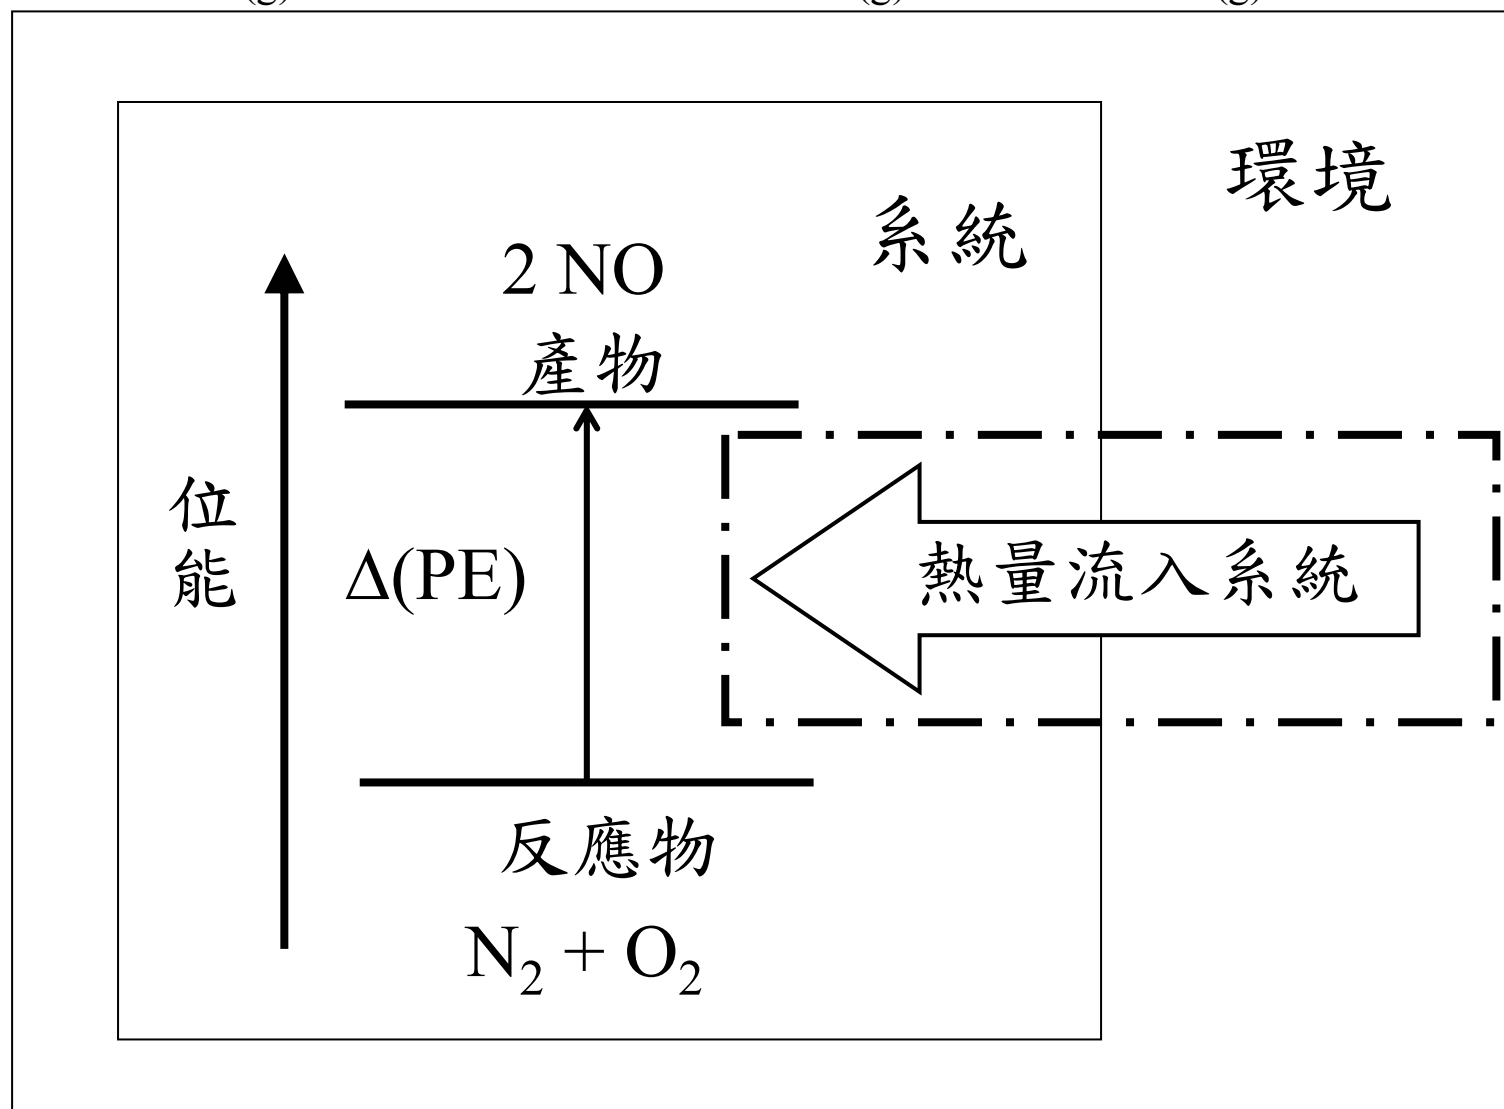 (g) (g) (g)
環境
系統
2 NO
產物
位能
Δ(PE)
熱量流入系統
反應物
N₂ + O₂